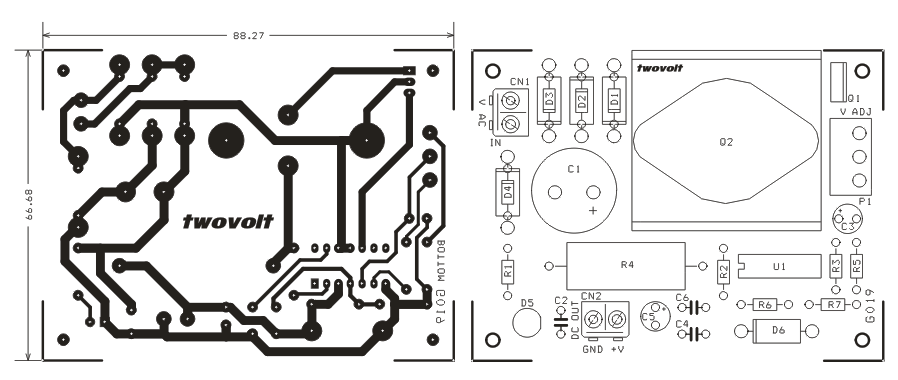 88.27
66.68
twovolt
BOTTOM G019
twovolt
CN1
V
AC
IN
D3
D2
D1
Q1
V ADJ
Q2
C1
+
D4
P1
C3
R1
R4
R2
U1
R3
R5
D5
C2
CN2
DC OUT
C5
C6
C4
R6
R7
G019
D6
GND +V